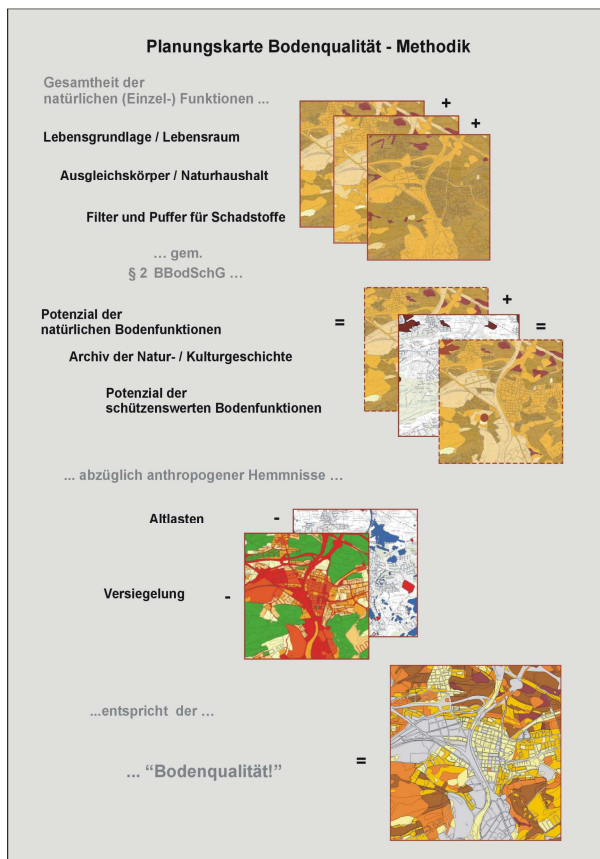 Planungskarte Bodenqualität - Methodik
Gesamtheit der
natürlichen (Einzel-) Funktionen ...
+
Lebensgrundlage / Lebensraum
+
Ausgleichskörper / Naturhaushalt
Filter und Puffer für Schadstoffe
... gem.
§ 2 BBodSchG ...
+
Potenzial der
natürlichen Bodenfunktionen
=
=
Archiv der Natur- / Kulturgeschichte
Potenzial der
schützenswerten Bodenfunktionen
... abzüglich anthropogener Hemmnisse ...
Altlasten -
Versiegelung -
...entspricht der ...
... “Bodenqualität!” =